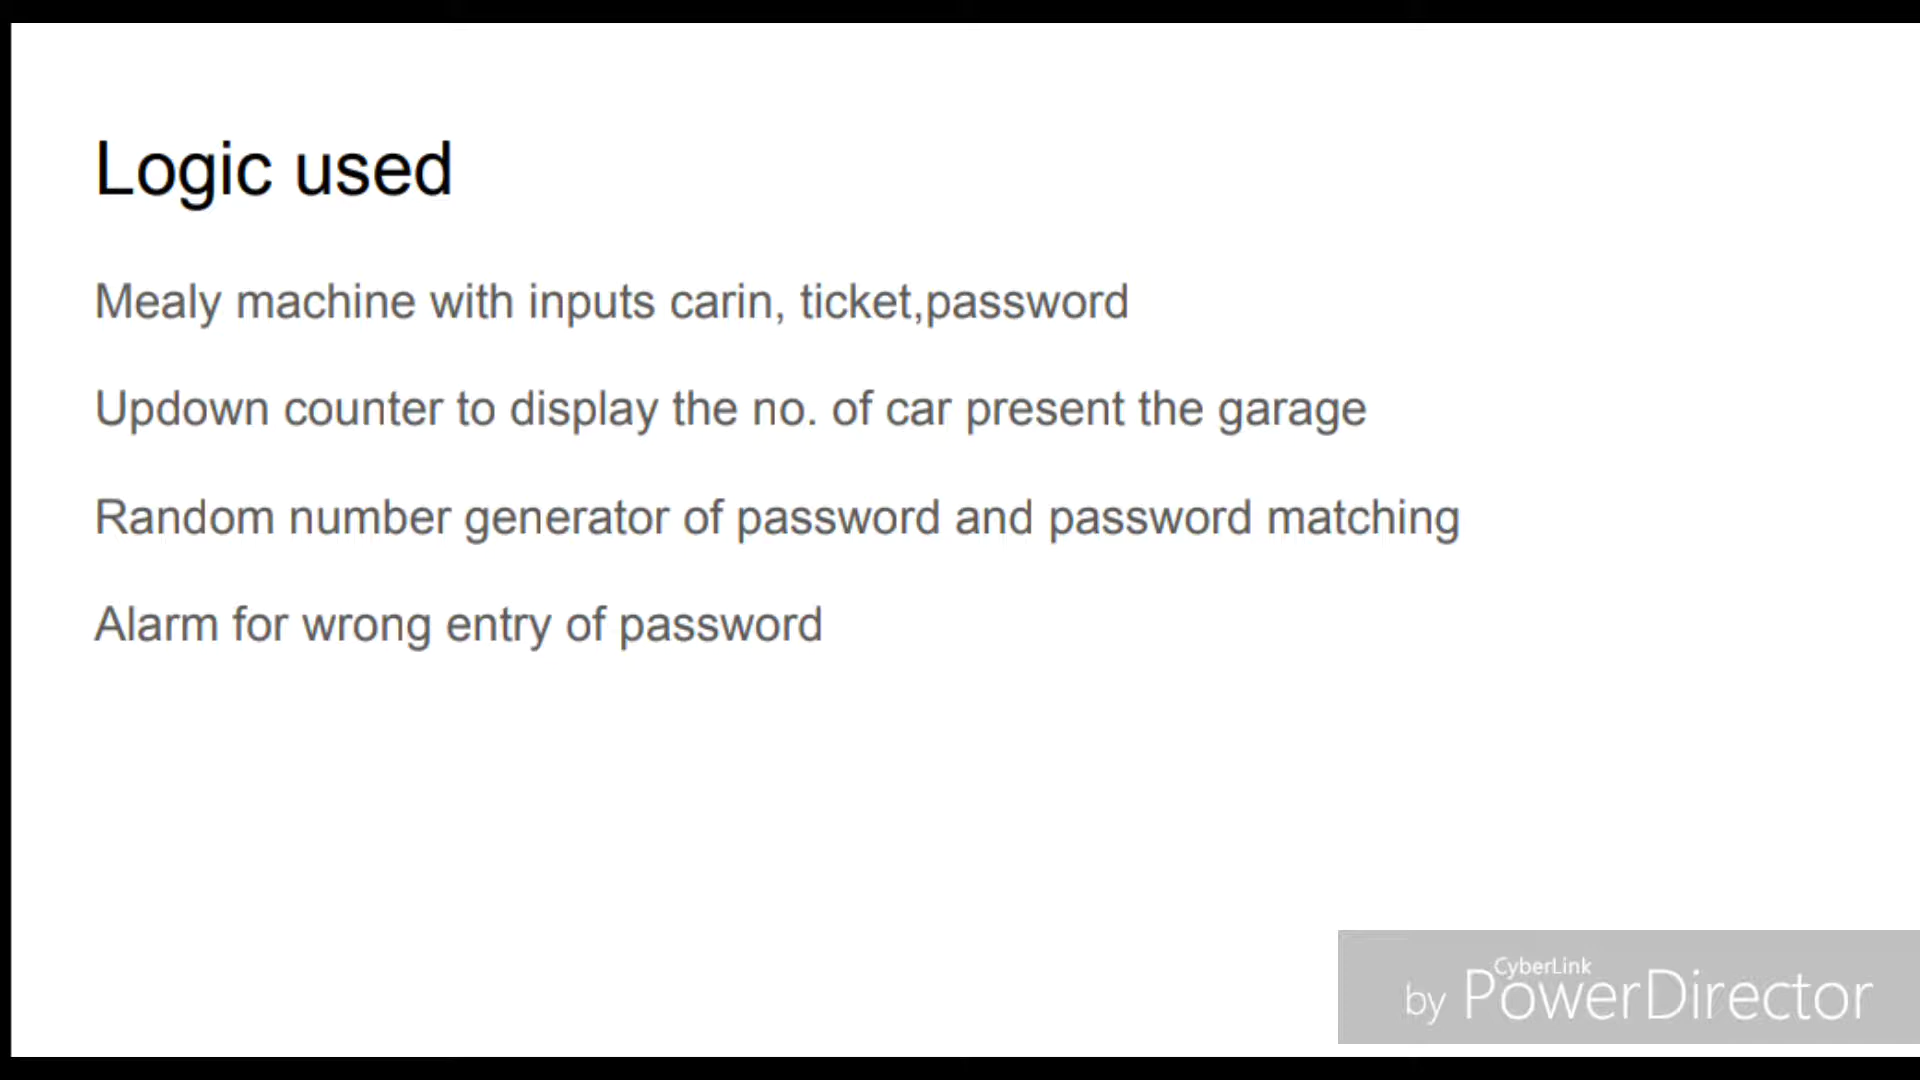 Logic used
Mealy machine with inputs carin, ticket,password
Updown counter to display the no. of car present the garage
Random number generator of password and password matching
Alarm for wrong entry of password
CyberLink
by PowerDirector